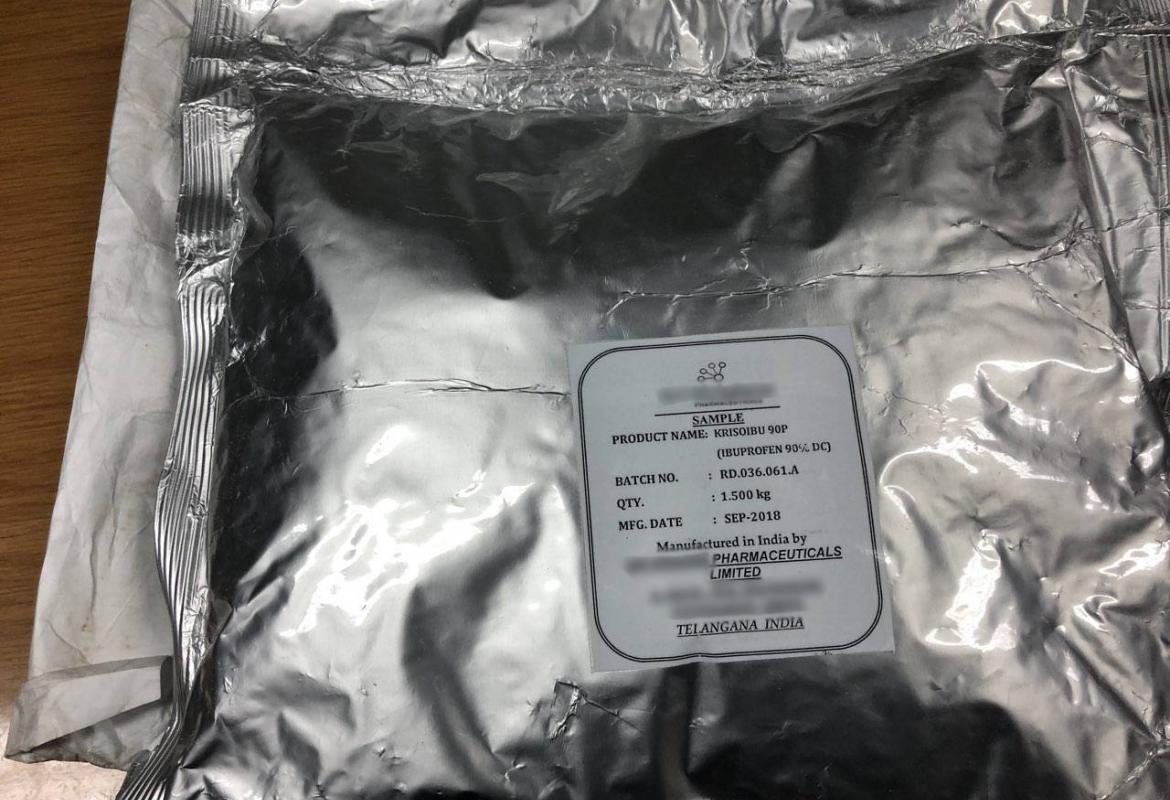 PHARMACEUTICALS
SAMPLE
PRODUCT NAME: KRISOIBU 90P
(IBUPROFEN 90% DC)
BATCH NO. : RD.036.061.A
QTY. : 1.500 kg
MFG. DATE : SEP-2018
Manufactured in India by
PHARMACEUTICALS
LIMITED
TELANGANA INDIA